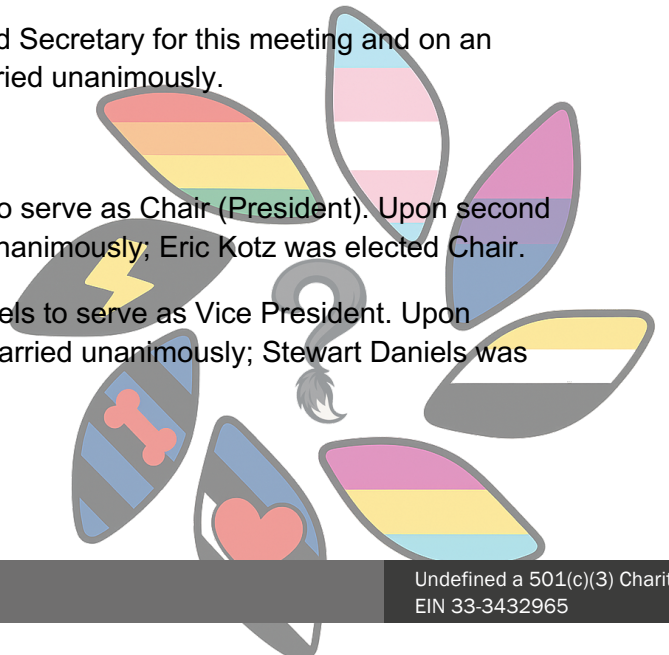 d Secretary for this meeting and on an
ried unanimously.
o serve as Chair (President). Upon second
nanimously; Eric Kotz was elected Chair.
els to serve as Vice President. Upon
arried unanimously; Stewart Daniels was
Undefined a 501(c)(3) Charit
EIN 33-3432965